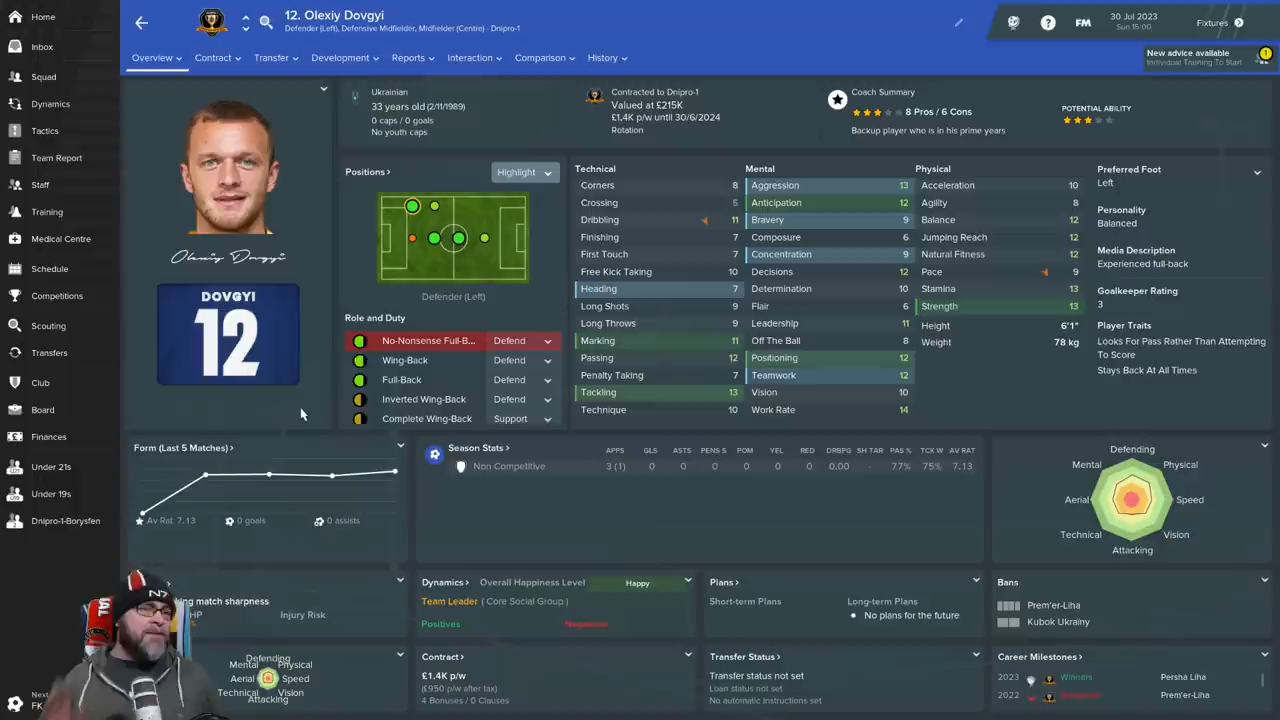 Home
Inbox
Squad
Dynamics
Tactics
Team Report
Staff
Training
Medical Centre
Schedule
Competitions
Scouting
Transfers
Club
Board
Finances
Under 21s
Under 19s
Dnipro-1-Borysfen
12. Olexiy Dovgyi
Defender (Left), Defensive Midfielder, Midfielder (Centre) - Dnipro-1
FM
30 Jul 2023
Sun 15:00
Fixtures
Overview Contract Transfer Development Reports Interaction Comparison History
New advice available
Individual Training To Start
1
Olexiy Dovgyi
DOVGYI
12
Ukrainian
33 years old (2/11/1989)
0 caps / 0 goals
No youth caps
Contracted to Dnipro-1
Valued at £215K
£1.4K p/w until 30/6/2024
Rotation
Coach Summary
8 Pros / 6 Cons
Backup player who is in his prime years
POTENTIAL ABILITY
Positions
Highlight
Defender (Left)
Role and Duty
No-Nonsense Full-B... Defend
Wing-Back Defend
Full-Back Defend
Inverted Wing-Back Defend
Complete Wing-Back Support
Technical
Corners 8
Crossing 5
Dribbling 11
Finishing 7
First Touch 7
Free Kick Taking 10
Heading 7
Long Shots 9
Long Throws 9
Marking 11
Passing 12
Penalty Taking 7
Tackling 13
Technique 10
Mental
Aggression 13
Anticipation 12
Bravery 9
Composure 6
Concentration 9
Decisions 12
Determination 10
Flair 6
Leadership 11
Off The Ball 8
Positioning 12
Teamwork 12
Vision 10
Work Rate 14
Physical
Acceleration 10
Agility 8
Balance 12
Jumping Reach 12
Natural Fitness 12
Pace 9
Stamina 13
Strength 13
Height 6'1"
Weight 78 kg
Preferred Foot
Left
Personality
Balanced
Media Description
Experienced full-back
Goalkeeper Rating
3
Player Traits
Looks For Pass Rather Than Attempting
To Score
Stays Back At All Times
Form (Last 5 Matches)
Av Rat: 7.13 0 goals 0 assists
Season Stats
APPS GLS ASTS PENS S POM YEL RED DRBPG SH TAR PAS % TCK W AV RAT
Non Competitive 3 (1) 0 0 0 0 0 0 0.00 - 77% 75% 7.13
Defending
Physical
Speed
Vision
Attacking
Technical
Aerial
Mental
match sharpness
Injury Risk
Dynamics
Overall Happiness Level
Happy
Team Leader ( Core Social Group )
Positives
Negatives
Plans
Short-term Plans
Long-term Plans
No plans for the future
Bans
Prem'er-Liha
Kubok Ukrainy
Defending
Mental Physical
Aerial Speed
Technical Vision
Attacking
Contract
£1.4K p/w
(£950 p/w after tax)
4 Bonuses / 0 Clauses
Transfer Status
Transfer status not set
Loan status not set
No automatic instructions set
Career Milestones
2023 Winners Persha Liha
2022 Prem'er-Liha